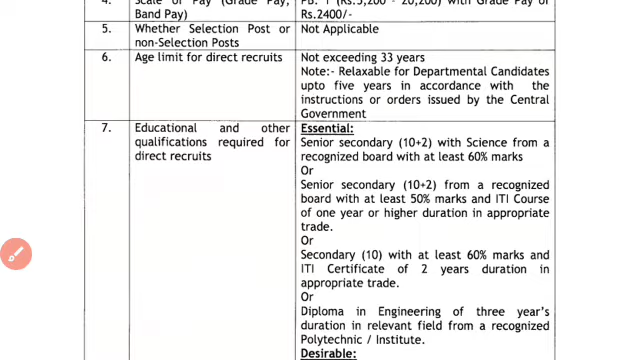 4. Scale of Pay (Grade Pay, PB. 1 (Rs.5,200 - 20,200) with Grade Pay of
Band Pay) Rs.2400/-
5. Whether Selection Post or Not Applicable
non-Selection Posts
6. Age limit for direct recruits Not exceeding 33 years
Note:- Relaxable for Departmental Candidates
upto five years in accordance with the
instructions or orders issued by the Central
Government
7. Educational and other Essential:
qualifications required for Senior secondary (10+2) with Science from a
direct recruits recognized board with at least 60% marks
Or
Senior secondary (10+2) from a recognized
board with at least 50% marks and ITI Course
of one year or higher duration in appropriate
trade.
Or
Secondary (10) with at least 60% marks and
ITI Certificate of 2 years duration in
appropriate trade.
Or
Diploma in Engineering of three year's
duration in relevant field from a recognized
Polytechnic / Institute.
Desirable: